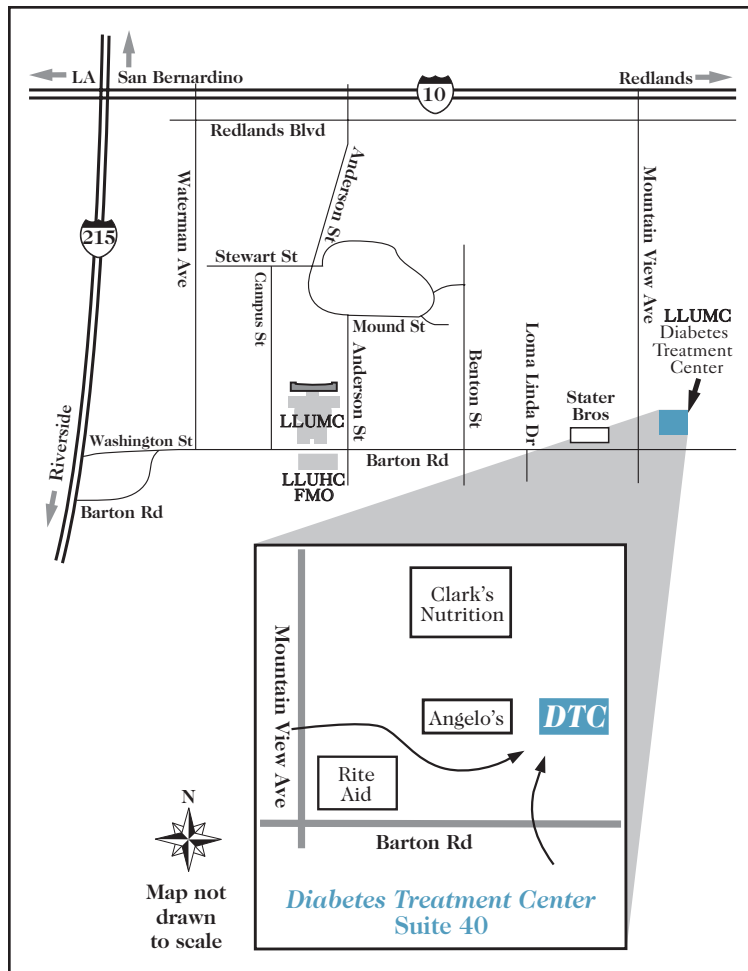 LA
San Bernardino
10
Redlands
Redlands Blvd
Waterman Ave
Anderson St
Mountain View Ave
215
Stewart St
Campus St
Mound St
Anderson St
Benton St
Loma Linda Dr
LLUMC
Diabetes
Treatment
Center
Stater
Bros
LLUMC
Washington St
Riverside
Barton Rd
LLUHC
FMO
Barton Rd
Clark's
Nutrition
Mountain View Ave
Angelo's
DTC
Rite
Aid
Barton Rd
N
Map not
drawn
to scale
Diabetes Treatment Center
Suite 40